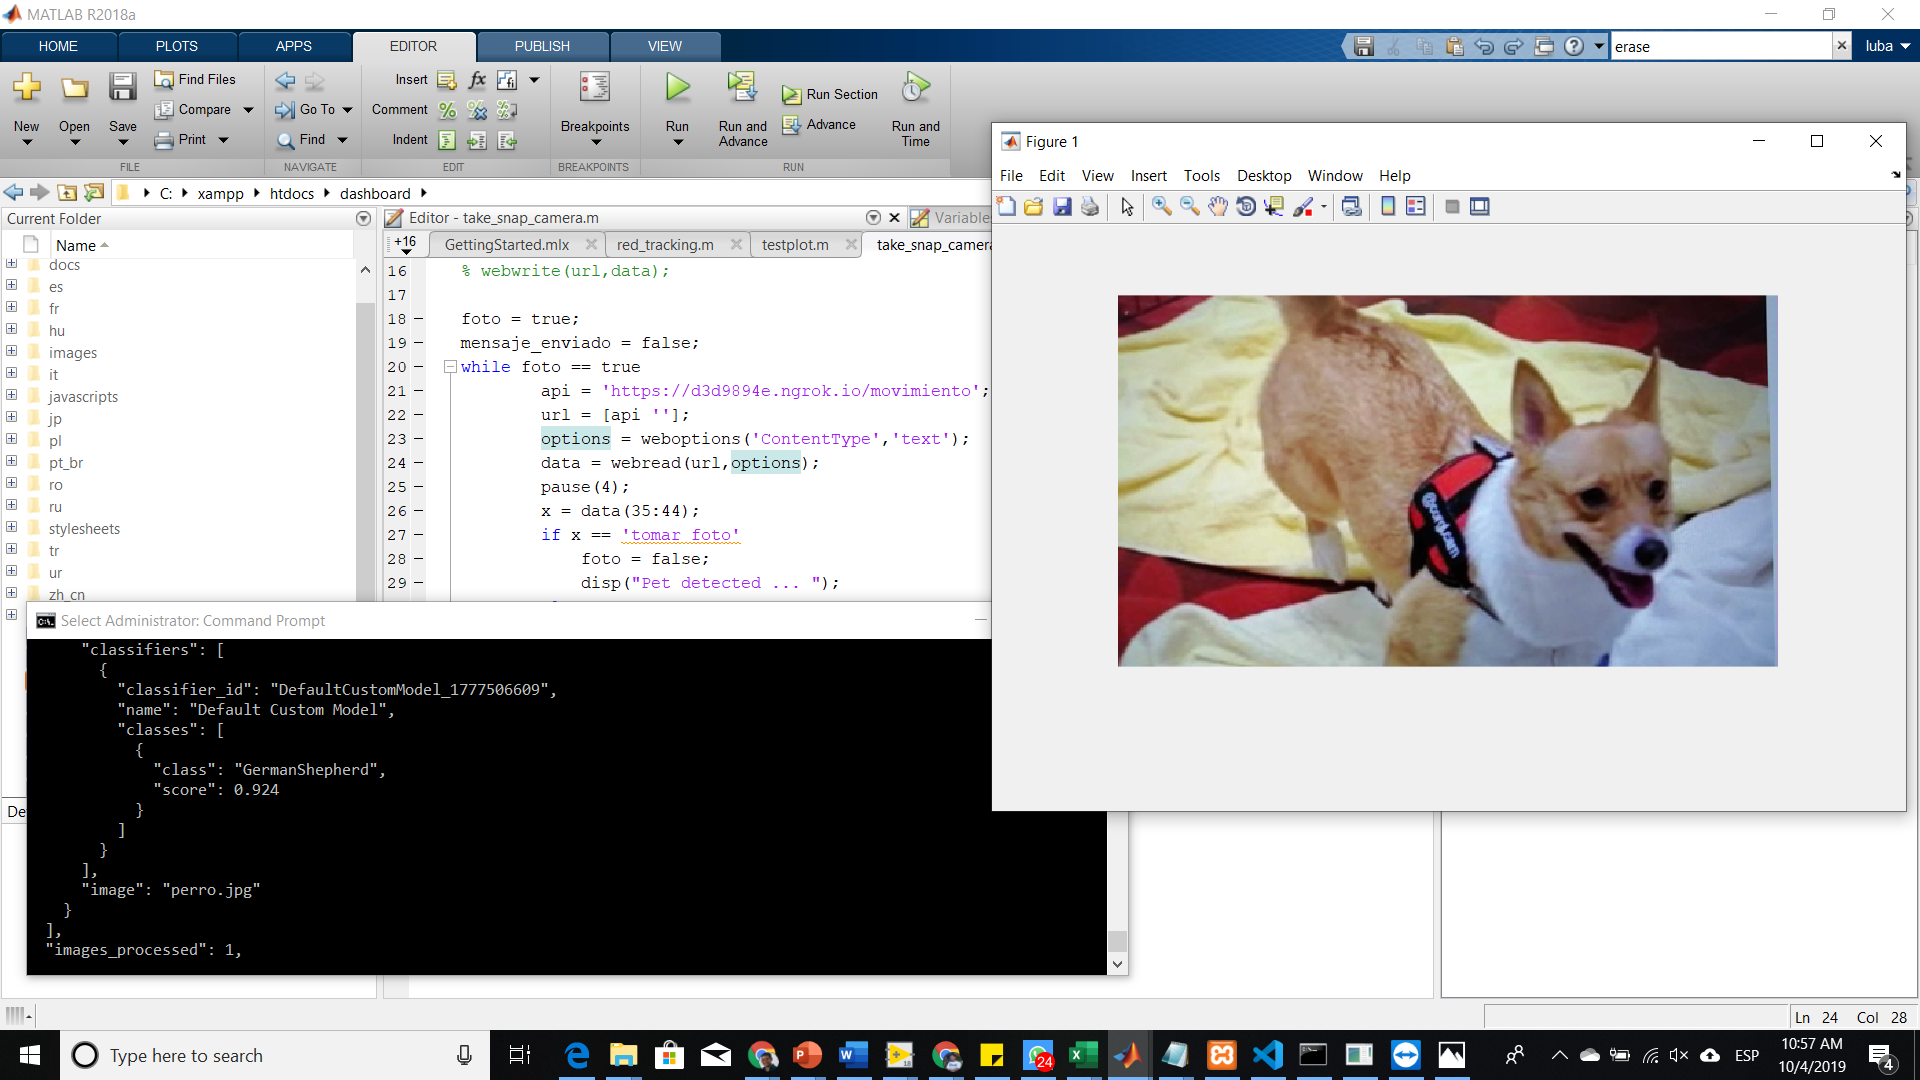 MATLAB R2018a
HOME PLOTS APPS EDITOR PUBLISH VIEW
erase
luba
New Open Save
Find Files
Compare
Print
FILE
Go To
Find
NAVIGATE
Insert
Comment
Indent
EDIT
Breakpoints
BREAKPOINTS
Run
Run and Advance
Run Section
Advance
Run and Time
RUN
C: xampp htdocs dashboard
Current Folder
Name
docs
es
fr
hu
images
it
javascripts
jp
pl
pt_br
ro
ru
stylesheets
tr
ur
zh_cn
De
Editor - take_snap_camera.m
Variables
+16
GettingStarted.mlx red_tracking.m testplot.m take_snap_camera
16 % webwrite(url,data);
17
18 foto = true;
19 mensaje_enviado = false;
20 while foto == true
21 api = 'https://d3d9894e.ngrok.io/movimiento';
22 url = [api ''];
23 options = weboptions('ContentType','text');
24 data = webread(url,options);
25 pause(4);
26 x = data(35:44);
27 if x == 'tomar foto'
28 foto = false;
29 disp("Pet detected ... ");
Figure 1
File Edit View Insert Tools Desktop Window Help
Select Administrator: Command Prompt
"classifiers": [
{
"classifier_id": "DefaultCustomModel_1777506609",
"name": "Default Custom Model",
"classes": [
{
"class": "GermanShepherd",
"score": 0.924
}
]
}
],
"image": "perro.jpg"
}
],
"images_processed": 1,
Ln 24 Col 28
Type here to search
24
ESP
10:57 AM
10/4/2019
4